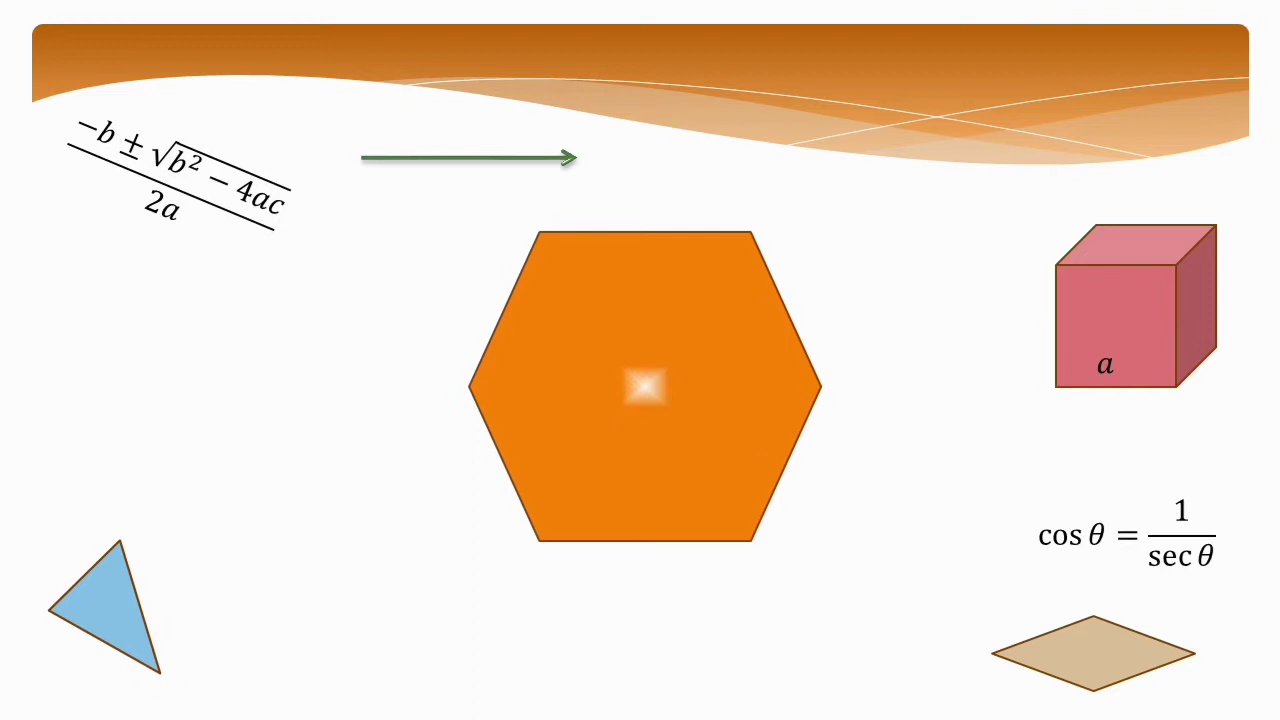 −b ± √b² − 4ac
2a
a
cos θ = 1
sec θ